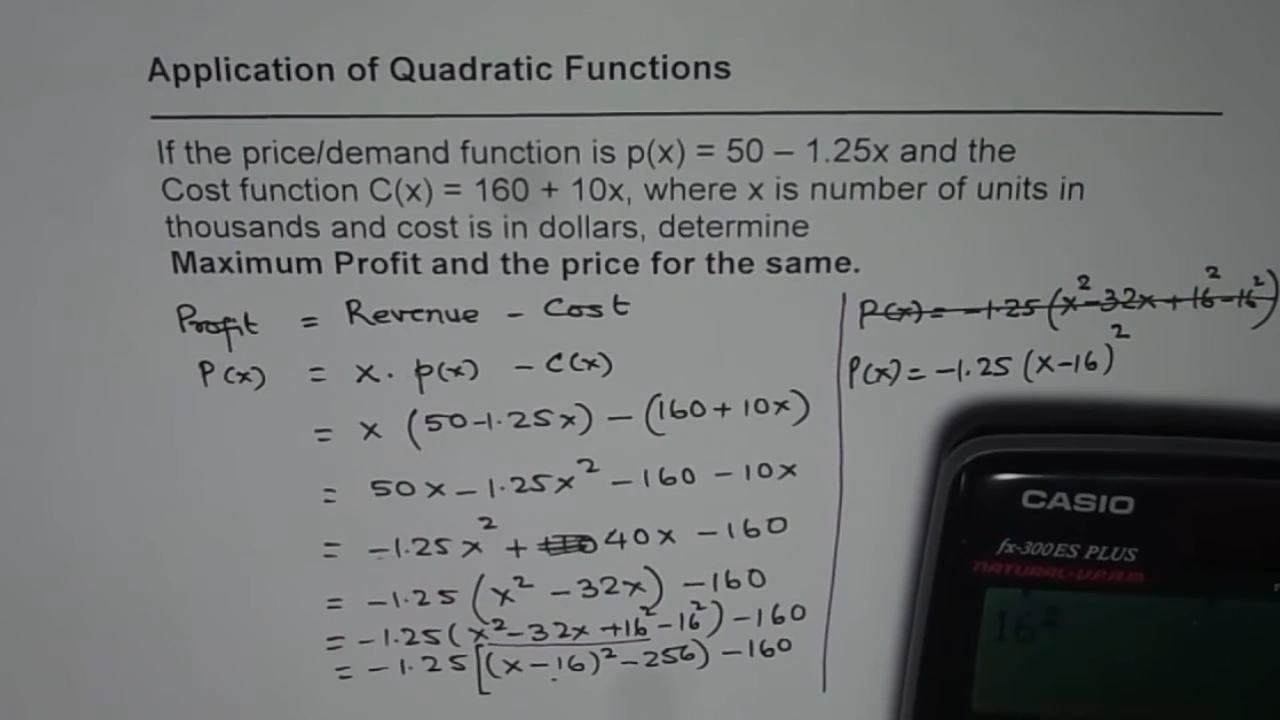 Application of Quadratic Functions
If the price/demand function is p(x) = 50 – 1.25x and the
Cost function C(x) = 160 + 10x, where x is number of units in
thousands and cost is in dollars, determine
Maximum Profit and the price for the same.
Profit = Revenue - Cost
P(x) = x . p(x) - C(x)
= x (50-1.25x) - (160+10x)
= 50x - 1.25x² - 160 - 10x
= -1.25x² + 40x - 160
= -1.25 (x² - 32x) - 160
= -1.25 (x² - 32x + 16² - 16²) - 160
= -1.25 [(x-16)² - 256) - 160
P(x) = -1.25 (x² - 32x + 16² - 16²)
P(x) = -1.25 (x-16)²
CASIO
fx-300ES PLUS
NATURAL-V.P.A.M.
16²